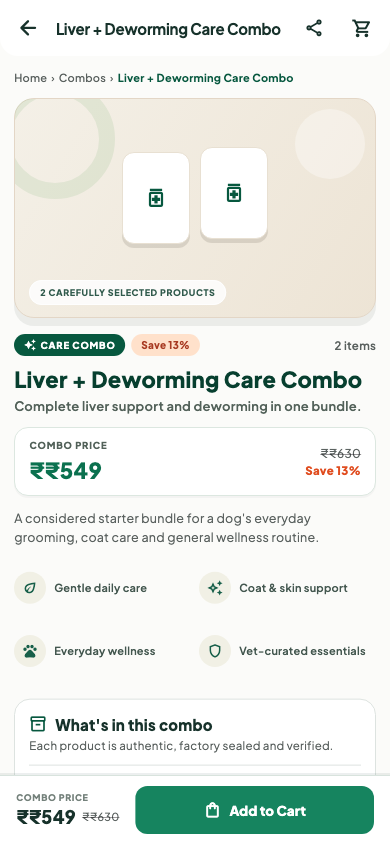 Liver + Deworming Care Combo
Home › Combos › Liver + Deworming Care Combo
2 CAREFULLY SELECTED PRODUCTS
CARE COMBO
Save 13%
2 items
Liver + Deworming Care Combo
Complete liver support and deworming in one bundle.
COMBO PRICE
₹₹549
₹₹630
Save 13%
A considered starter bundle for a dog's everyday
grooming, coat care and general wellness routine.
Gentle daily care
Coat & skin support
Everyday wellness
Vet-curated essentials
What's in this combo
Each product is authentic, factory sealed and verified.
COMBO PRICE
₹₹549 ₹₹630
Add to Cart